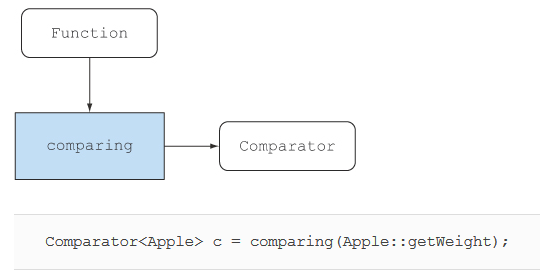 Function
comparing
Comparator
Comparator<Apple> c = comparing(Apple::getWeight);